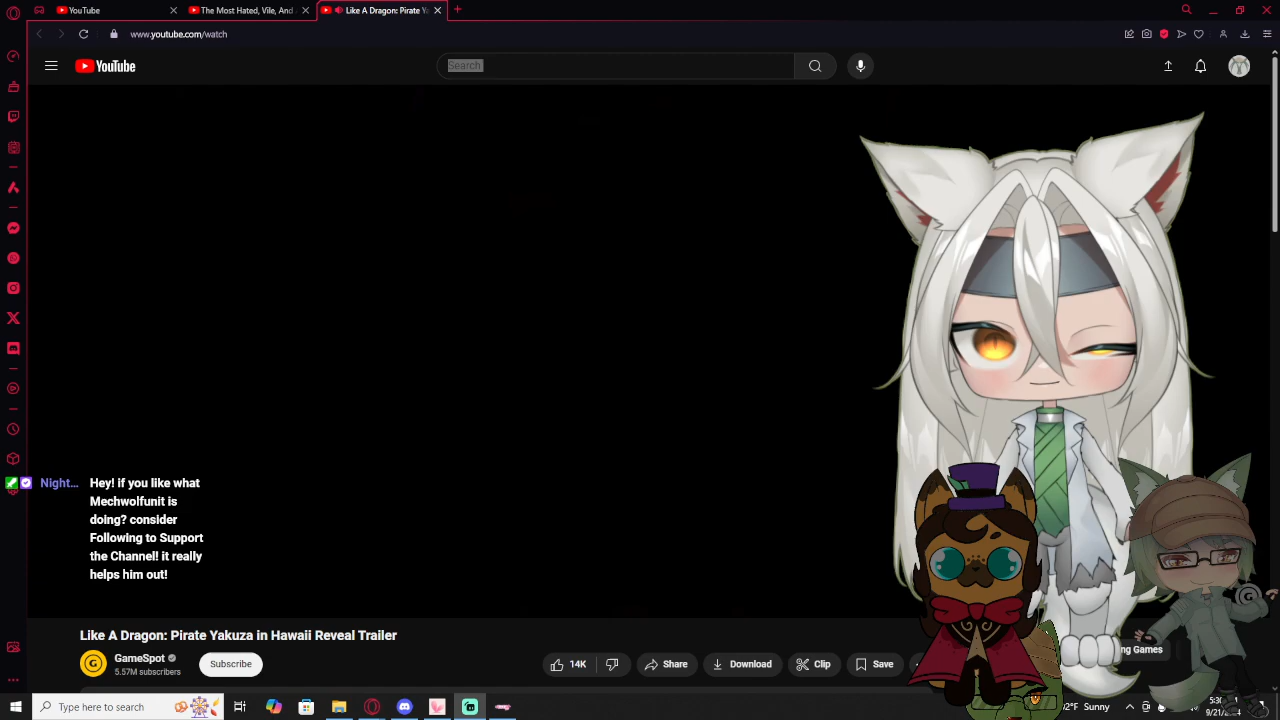 YouTube
The Most Hated, Vile, And
Like A Dragon: Pirate Ya
www.youtube.com/watch
YouTube
Search
Night...
Hey! if you like what
Mechwolfunit is
doing? consider
Following to Support
the Channel! it really
helps him out!
Like A Dragon: Pirate Yakuza in Hawaii Reveal Trailer
GameSpot
5.57M subscribers
Subscribe
14K
Share
Download
Clip
Save
ng Games
G
Type here to search
Sunny